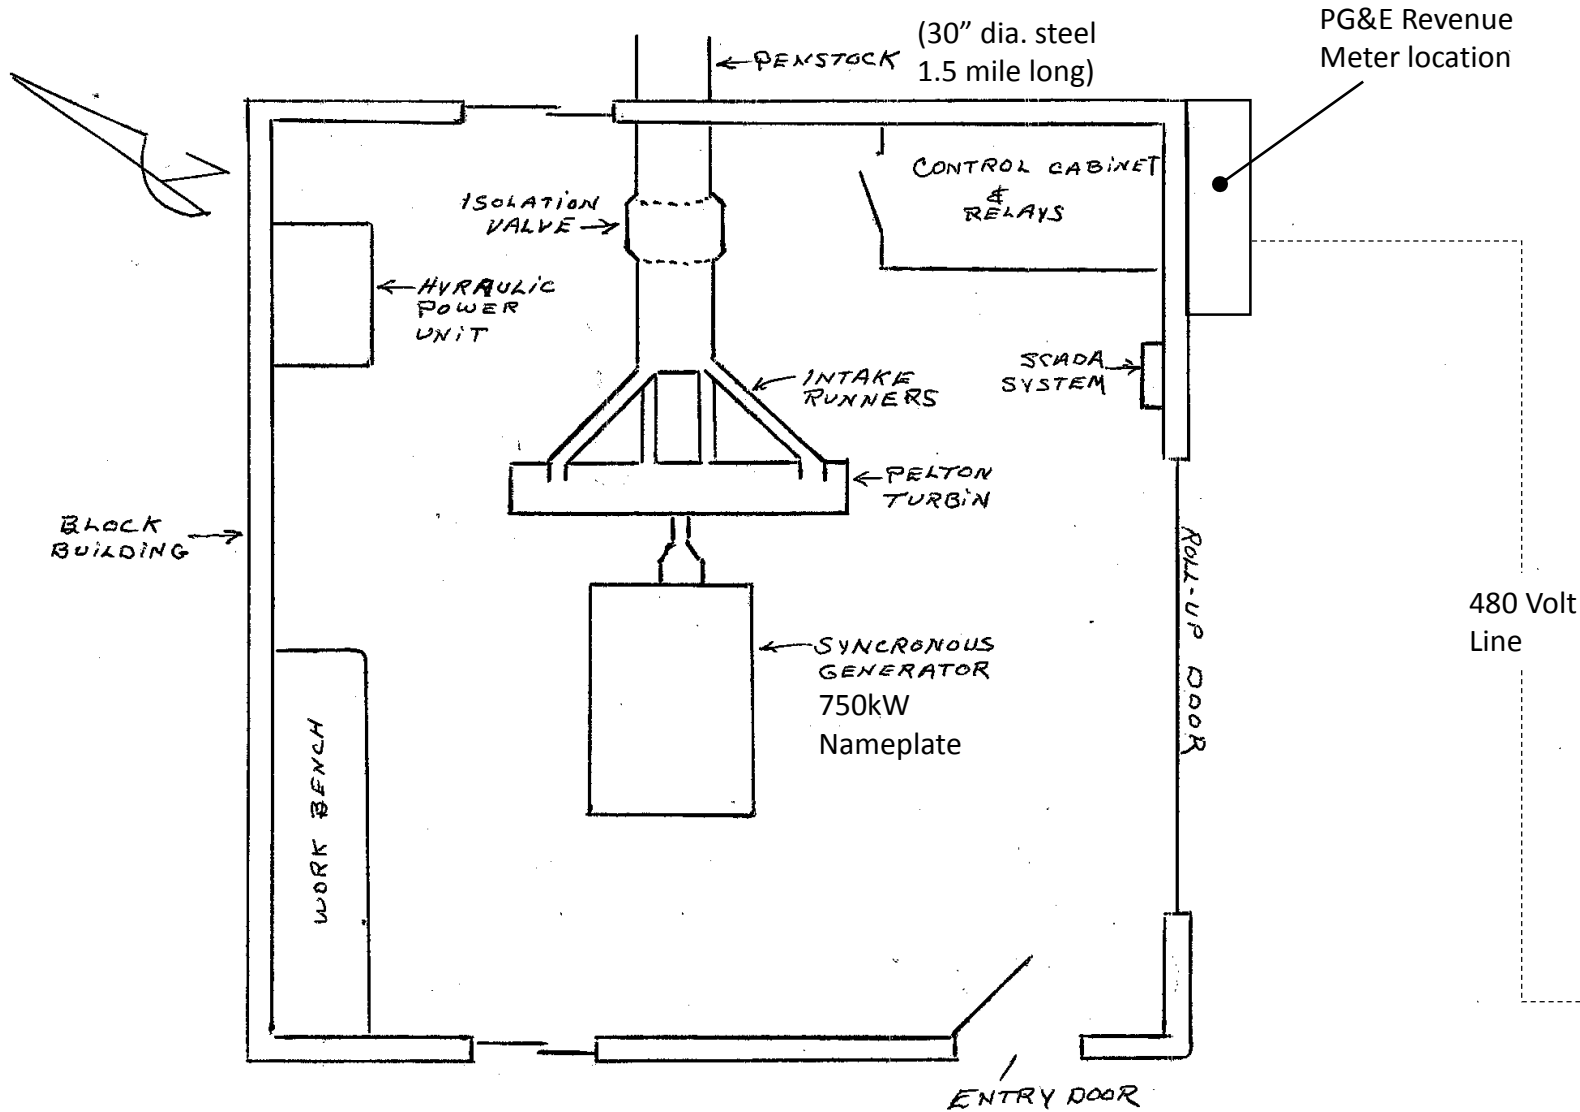 PG&E Revenue
Meter location
(30” dia. steel
1.5 mile long)
PENSTOCK
CONTROL CABINET
&
RELAYS
ISOLATION
VALVE
HYRAULIC
POWER
UNIT
SCADA
SYSTEM
INTAKE
RUNNERS
PELTON
TURBIN
BLOCK
BUILDING
ROLL-UP DOOR
480 Volt
Line
SYNCRONOUS
GENERATOR
750kW
Nameplate
WORK BENCH
ENTRY DOOR